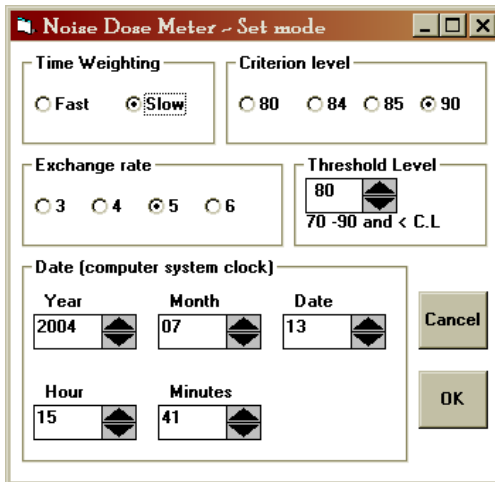 Noise Dose Meter - Set mode
Time Weighting
Fast Slow
Criterion level
80 84 85 90
Exchange rate
3 4 5 6
Threshold Level
80
70 -90 and < C.L
Date (computer system clock)
Year Month Date
2004 07 13
Hour Minutes
15 41
Cancel
OK